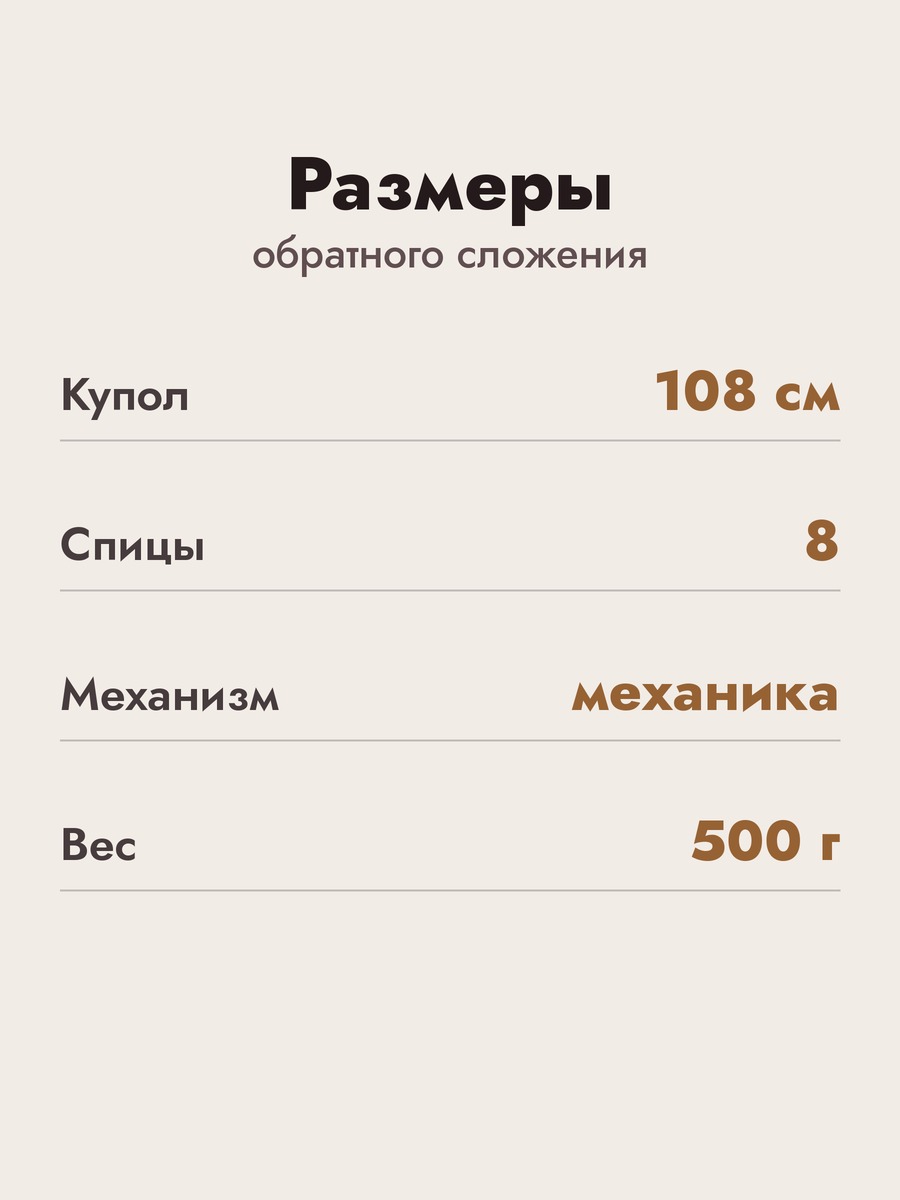 Размеры
обратного сложения
Купол 108 см
Спицы 8
Механизм механика
Вес 500 г